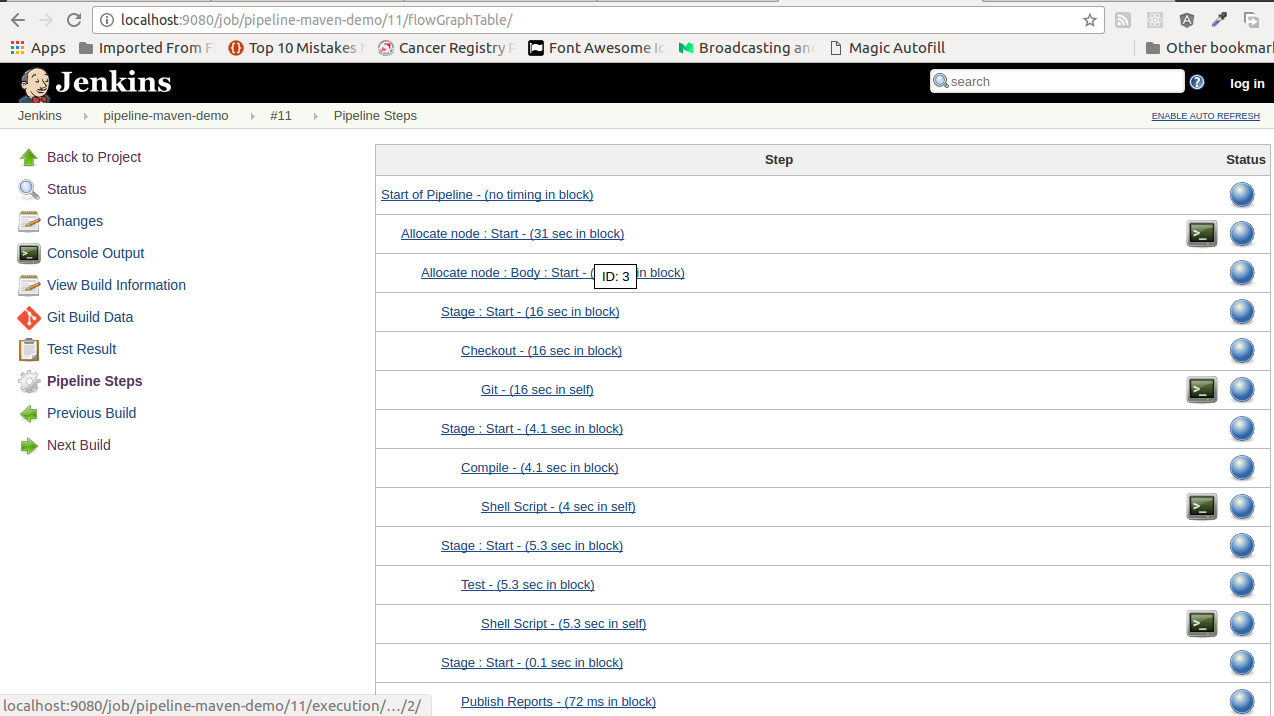 localhost:9080/job/pipeline-maven-demo/11/flowGraphTable/
Apps Imported From F Top 10 Mistakes Cancer Registry P Font Awesome Ic Broadcasting an Magic Autofill Other bookmar
Jenkins search ? log in
Jenkins pipeline-maven-demo #11 Pipeline Steps ENABLE AUTO REFRESH
Back to Project
Status
Changes
Console Output
View Build Information
Git Build Data
Test Result
Pipeline Steps
Previous Build
Next Build
Step Status
Start of Pipeline - (no timing in block)
Allocate node : Start - (31 sec in block)
Allocate node : Body : Start - ( in block)
ID: 3
Stage : Start - (16 sec in block)
Checkout - (16 sec in block)
Git - (16 sec in self)
Stage : Start - (4.1 sec in block)
Compile - (4.1 sec in block)
Shell Script - (4 sec in self)
Stage : Start - (5.3 sec in block)
Test - (5.3 sec in block)
Shell Script - (5.3 sec in self)
Stage : Start - (0.1 sec in block)
Publish Reports - (72 ms in block)
localhost:9080/job/pipeline-maven-demo/11/execution/…/2/